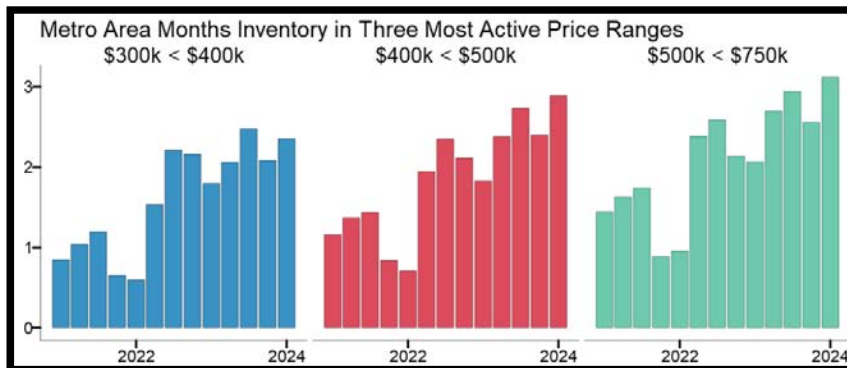 Metro Area Months Inventory in Three Most Active Price Ranges
$300k < $400k $400k < $500k $500k < $750k
3
2
1
0
2022 2024 2022 2024 2022 2024